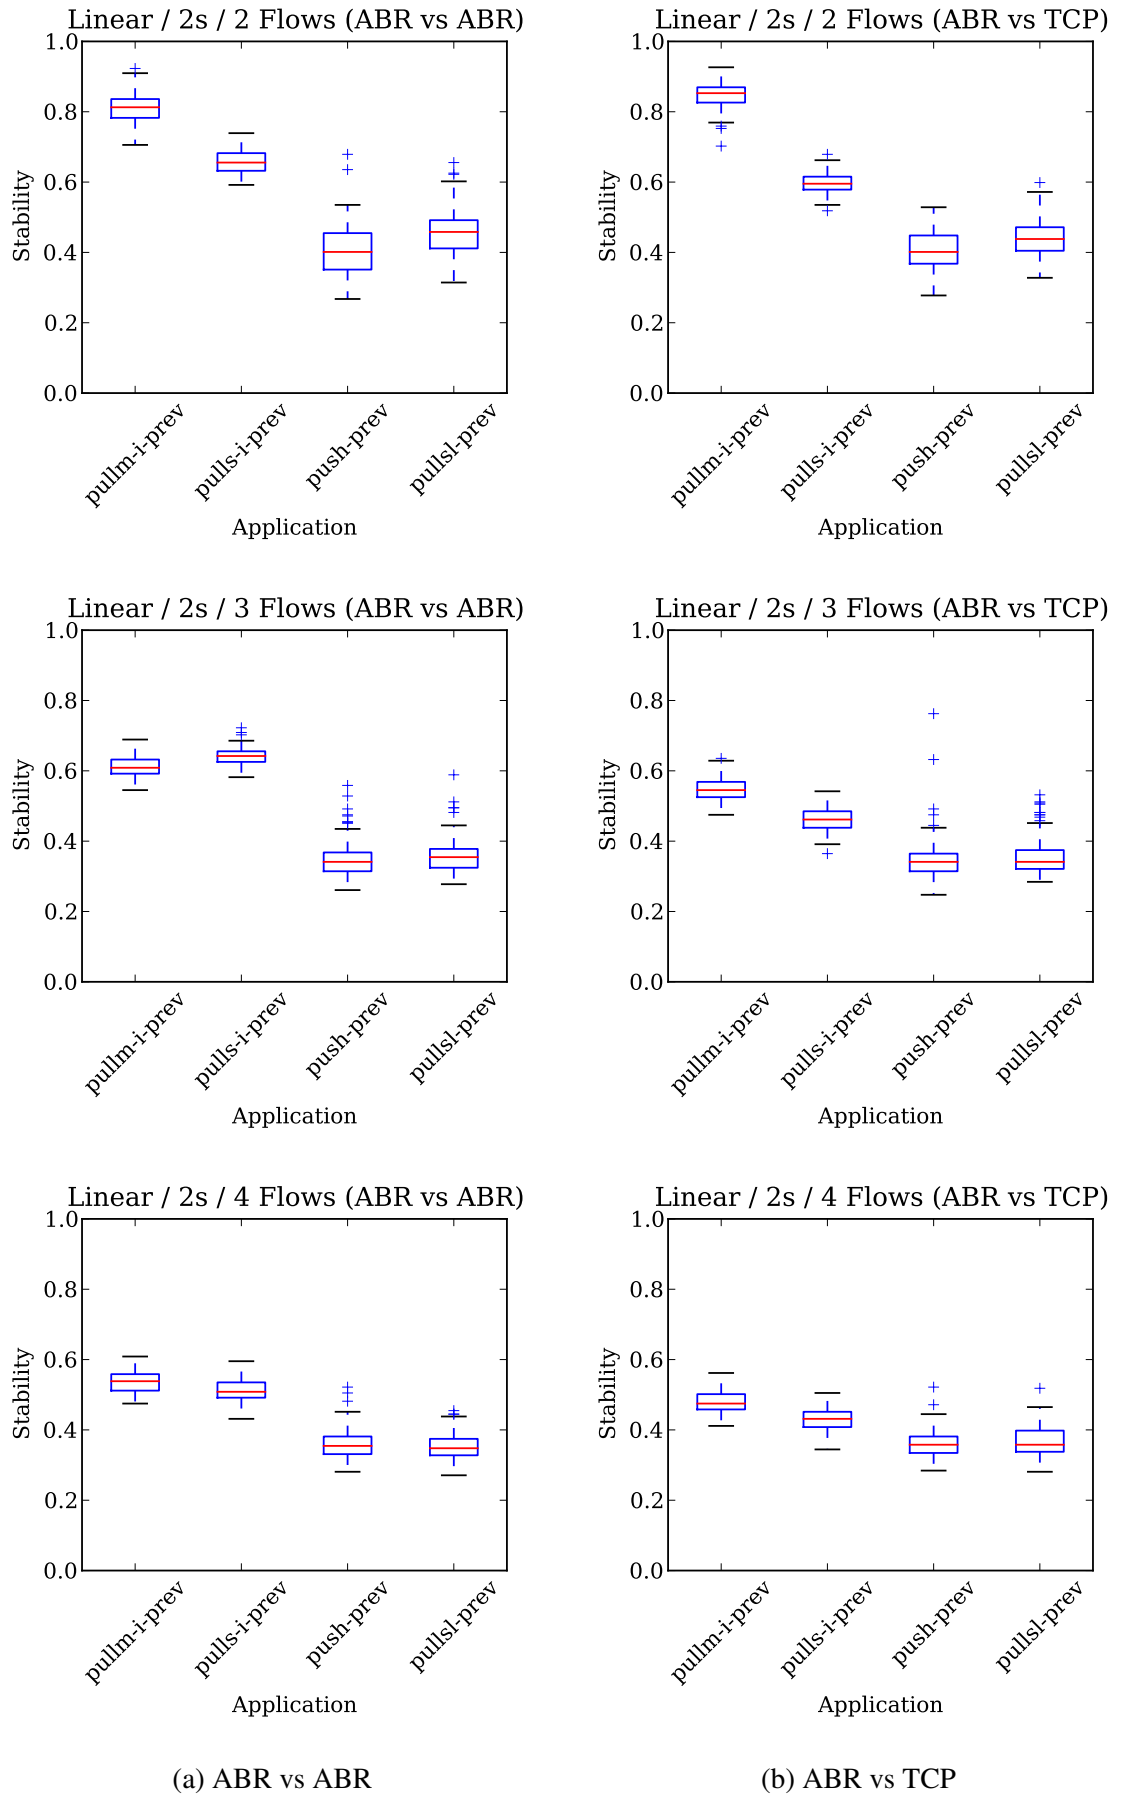 Linear / 2s / 2 Flows (ABR vs ABR)
1.0
0.8
0.6
0.4
0.2
0.0
Stability
pullm-i-prev
pulls-i-prev
push-prev
pullsl-prev
Application
Linear / 2s / 2 Flows (ABR vs TCP)
1.0
0.8
0.6
0.4
0.2
0.0
Stability
pullm-i-prev
pulls-i-prev
push-prev
pullsl-prev
Application
Linear / 2s / 3 Flows (ABR vs ABR)
1.0
0.8
0.6
0.4
0.2
0.0
Stability
pullm-i-prev
pulls-i-prev
push-prev
pullsl-prev
Application
Linear / 2s / 3 Flows (ABR vs TCP)
1.0
0.8
0.6
0.4
0.2
0.0
Stability
pullm-i-prev
pulls-i-prev
push-prev
pullsl-prev
Application
Linear / 2s / 4 Flows (ABR vs ABR)
1.0
0.8
0.6
0.4
0.2
0.0
Stability
pullm-i-prev
pulls-i-prev
push-prev
pullsl-prev
Application
Linear / 2s / 4 Flows (ABR vs TCP)
1.0
0.8
0.6
0.4
0.2
0.0
Stability
pullm-i-prev
pulls-i-prev
push-prev
pullsl-prev
Application
(a) ABR vs ABR
(b) ABR vs TCP